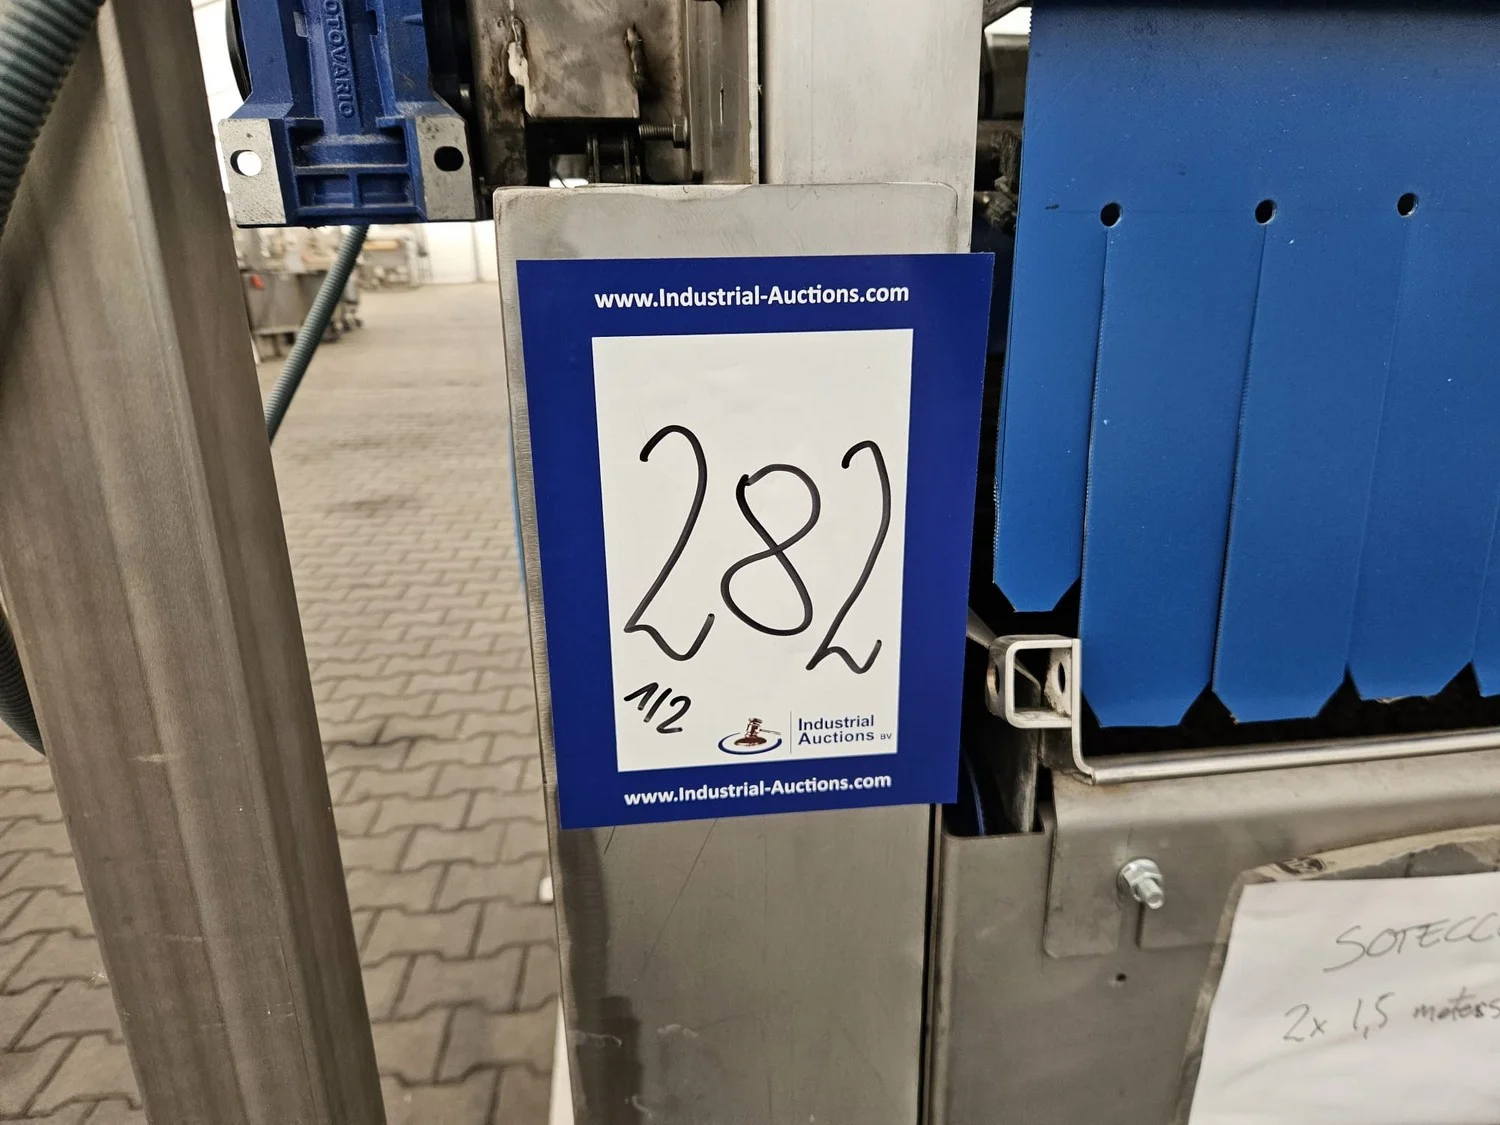 OTOVARIO
www.Industrial-Auctions.com
282
1/2
Industrial
Auctions BV
www.Industrial-Auctions.com
SOTECC
2x 1,5 meters